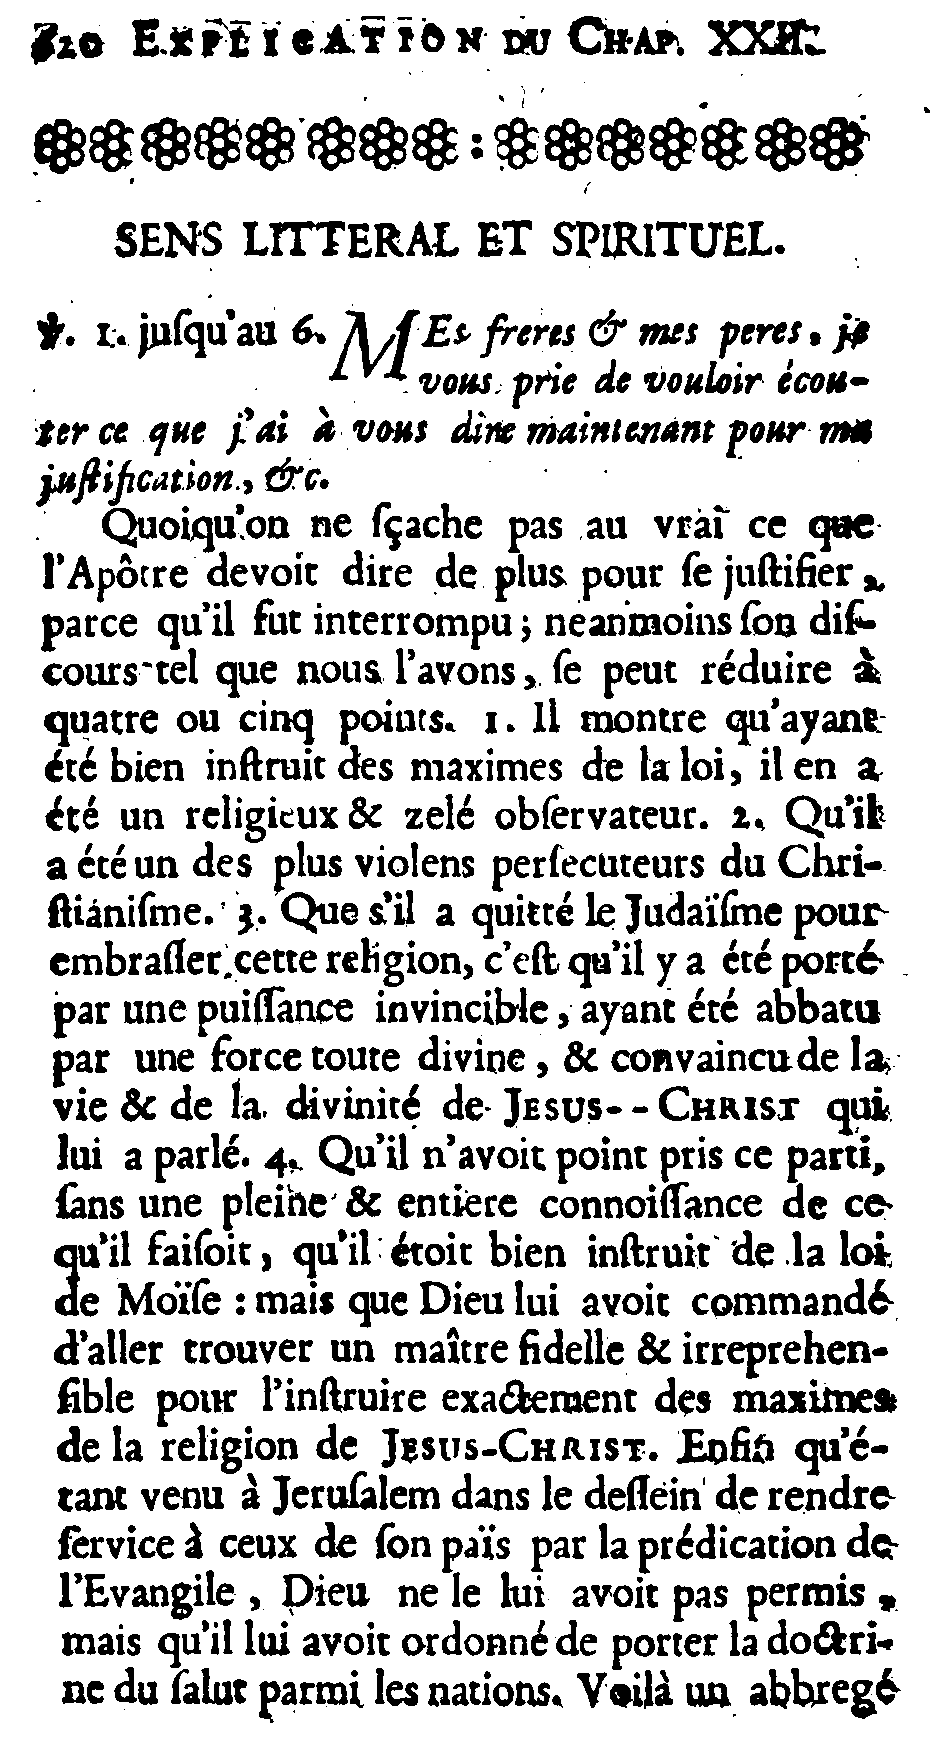 720 EXPLICATION DU CHAP. XXII.
SENS LITTERAL ET SPIRITUEL.
℣. 1. juſqu'au 6. MEs freres & mes peres, je
vous prie de vouloir écou-
ter ce que j'ai à vous dire maintenant pour ma
juſtification, &c.
Quoiqu'on ne ſçache pas au vrai ce que
l'Apôtre devoit dire de plus pour ſe juſtifier,
parce qu'il fut interrompu; neanmoins ſon diſ-
cours tel que nous l'avons, ſe peut réduire à
quatre ou cinq points. 1. Il montre qu'ayant
été bien inſtruit des maximes de la loi, il en a
été un religieux & zelé obſervateur. 2. Qu'il
a été un des plus violens perſecuteurs du Chri-
ſtianiſme. 3. Que s'il a quitté le Judaïſme pour
embraſſer cette religion, c'eſt qu'il y a été porté
par une puiſſance invincible, ayant été abbatu
par une force toute divine, & convaincu de la
vie & de la divinité de JESUS--CHRIST qui
lui a parlé. 4. Qu'il n'avoit point pris ce parti,
ſans une pleine & entiere connoiſſance de ce
qu'il faiſoit, qu'il étoit bien inſtruit de la loi
de Moïſe : mais que Dieu lui avoit commandé
d'aller trouver un maître fidelle & irreprehen-
ſible pour l'inſtruire exactement des maximes
de la religion de JESUS-CHRIST. Enfin qu'é-
tant venu à Jeruſalem dans le deſſein de rendre
ſervice à ceux de ſon païs par la prédication de
l'Evangile, Dieu ne le lui avoit pas permis,
mais qu'il lui avoit ordonné de porter la doctri-
ne du ſalut parmi les nations. Voilà un abbregé